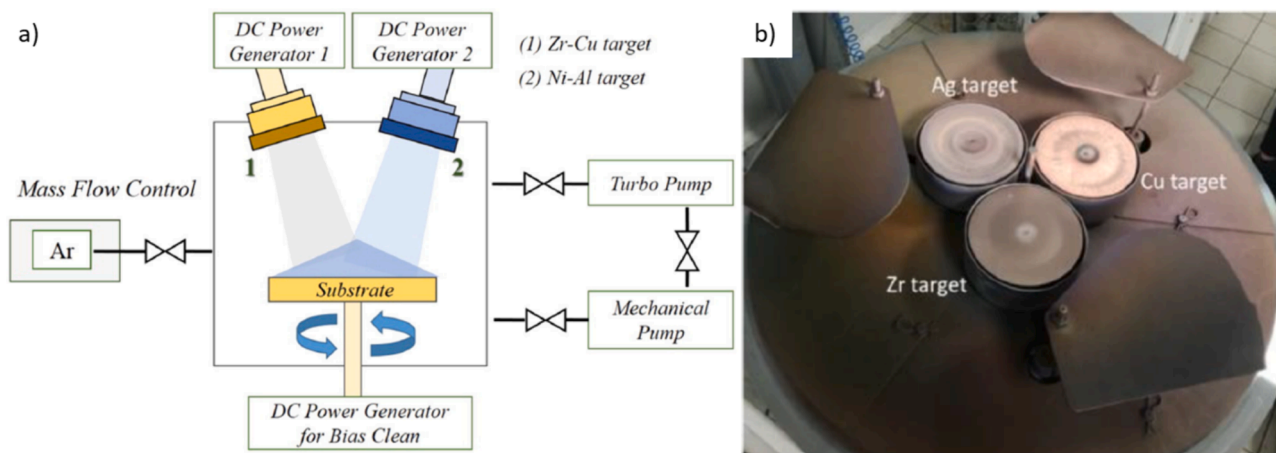 a)
DC Power
Generator 1
DC Power
Generator 2
(1) Zr-Cu target
(2) Ni-Al target
1
2
Mass Flow Control
Ar
Turbo Pump
Substrate
Mechanical
Pump
DC Power Generator
for Bias Clean
b)
Ag target
Cu target
Zr target